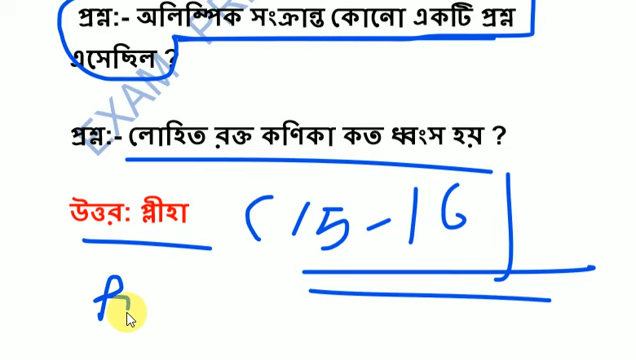 প্রশ্ন:- অলিম্পিক সংক্রান্ত কোনো একটি প্রশ্ন
এসেছিল ?
প্রশ্ন:- লোহিত রক্ত কণিকা কত ধ্বংস হয় ?
উত্তর: প্লীহা (15-16)